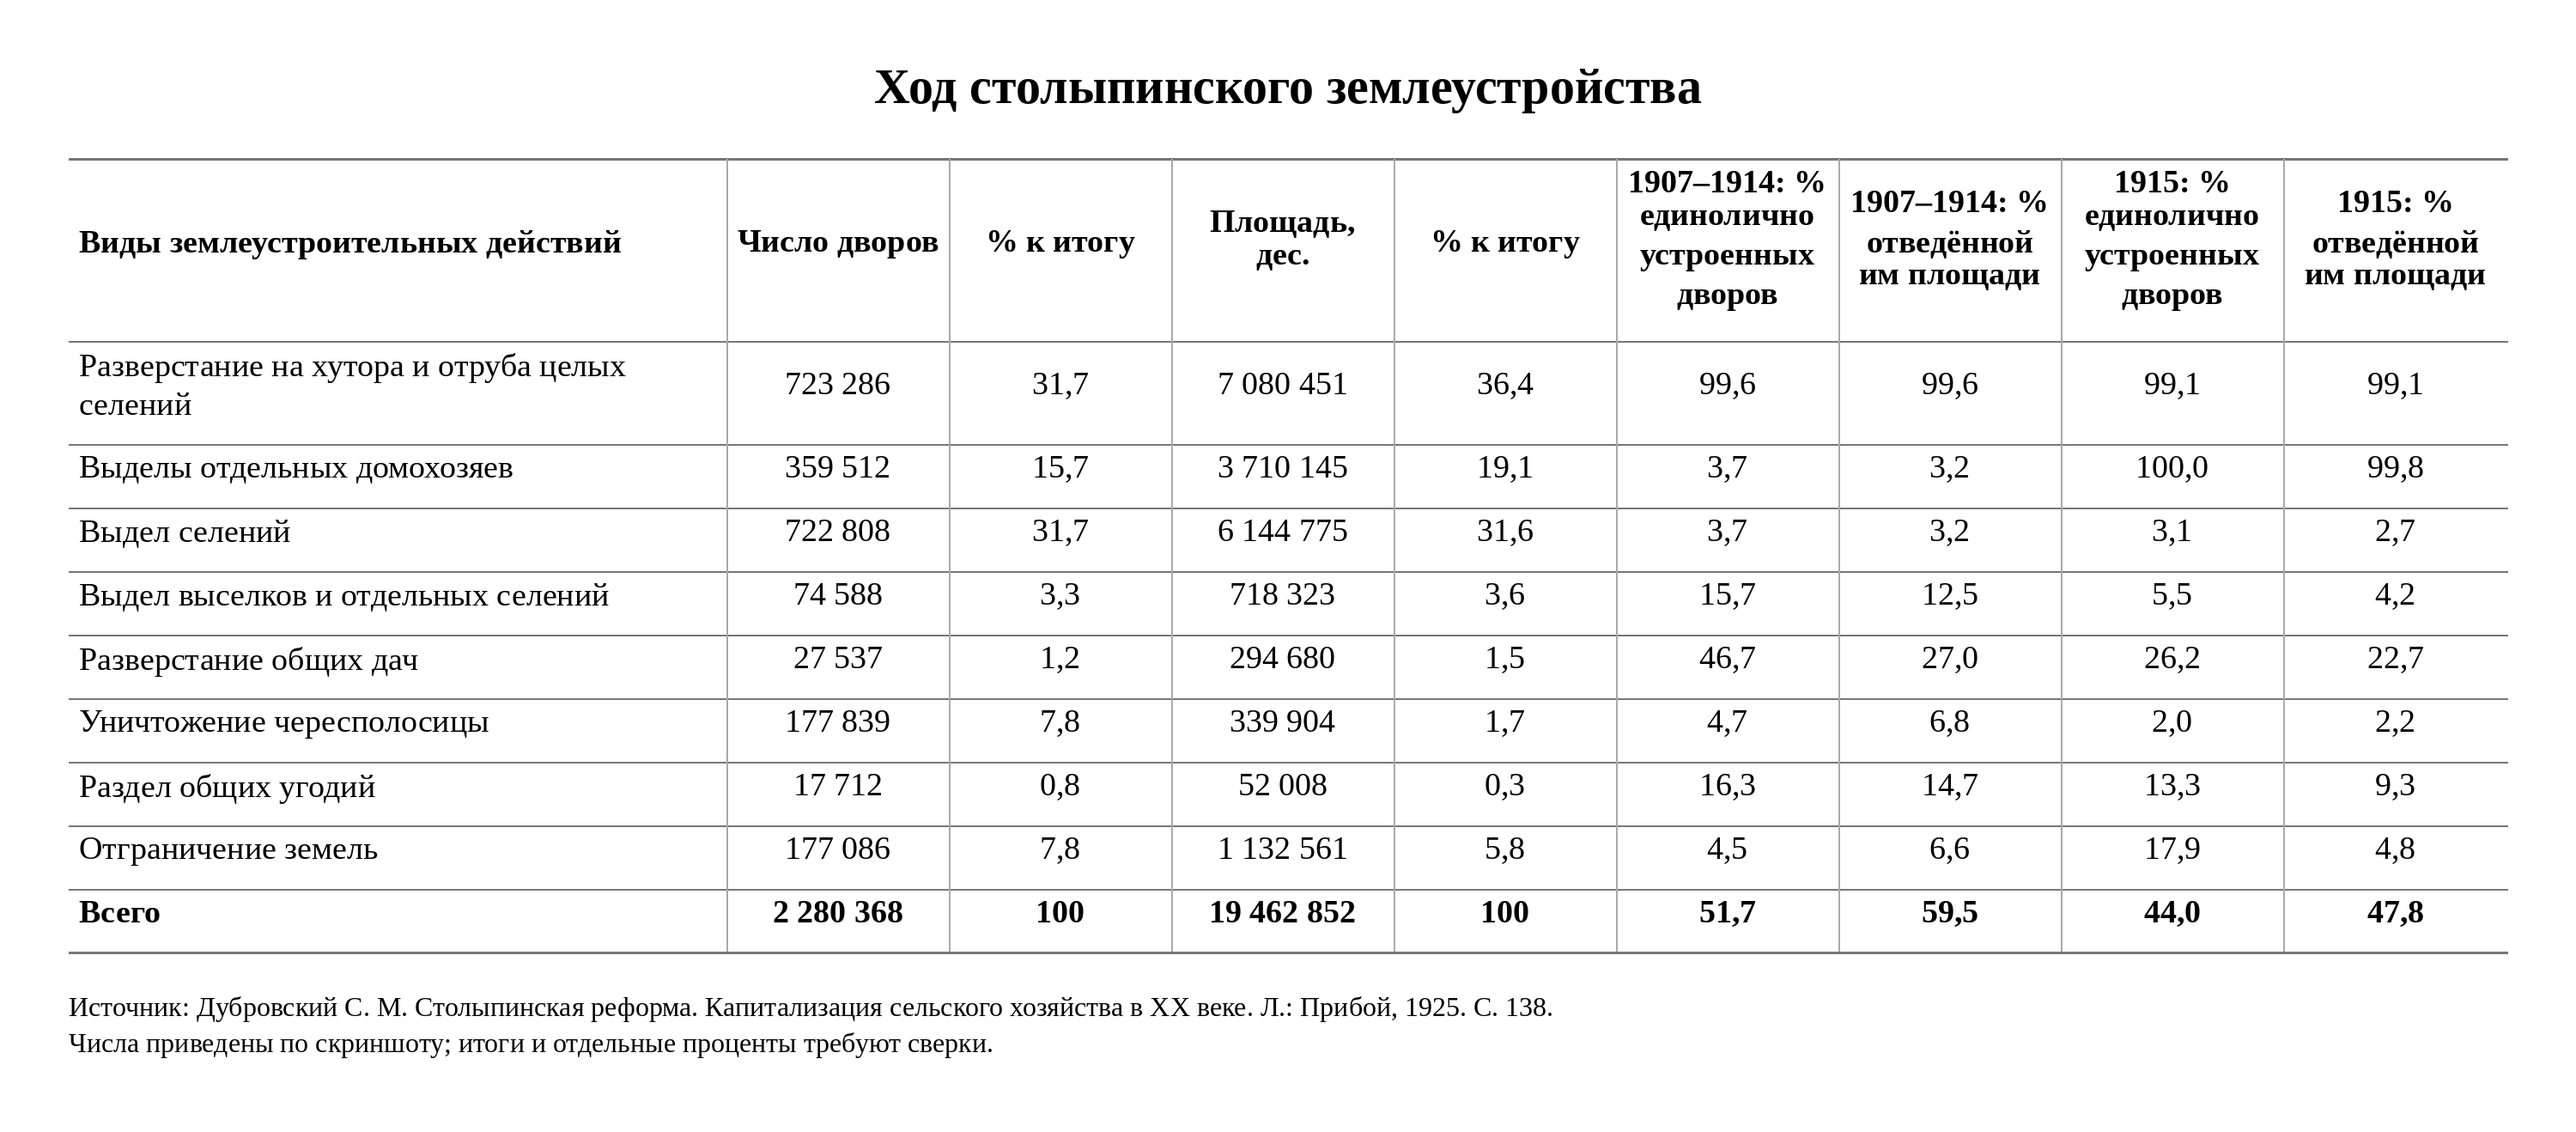 Ход столыпинского землеустройства
Виды землеустроительных действий | Число дворов | % к итогу | Площадь, дес. | % к итогу | 1907–1914: % единолично устроенных дворов | 1907–1914: % отведённой им площади | 1915: % единолично устроенных дворов | 1915: % отведённой им площади
Разверстание на хутора и отруба целых селений | 723 286 | 31,7 | 7 080 451 | 36,4 | 99,6 | 99,6 | 99,1 | 99,1
Выделы отдельных домохозяев | 359 512 | 15,7 | 3 710 145 | 19,1 | 3,7 | 3,2 | 100,0 | 99,8
Выдел селений | 722 808 | 31,7 | 6 144 775 | 31,6 | 3,7 | 3,2 | 3,1 | 2,7
Выдел выселков и отдельных селений | 74 588 | 3,3 | 718 323 | 3,6 | 15,7 | 12,5 | 5,5 | 4,2
Разверстание общих дач | 27 537 | 1,2 | 294 680 | 1,5 | 46,7 | 27,0 | 26,2 | 22,7
Уничтожение чересполосицы | 177 839 | 7,8 | 339 904 | 1,7 | 4,7 | 6,8 | 2,0 | 2,2
Раздел общих угодий | 17 712 | 0,8 | 52 008 | 0,3 | 16,3 | 14,7 | 13,3 | 9,3
Отграничение земель | 177 086 | 7,8 | 1 132 561 | 5,8 | 4,5 | 6,6 | 17,9 | 4,8
Всего | 2 280 368 | 100 | 19 462 852 | 100 | 51,7 | 59,5 | 44,0 | 47,8
Источник: Дубровский С. М. Столыпинская реформа. Капитализация сельского хозяйства в XX веке. Л.: Прибой, 1925. С. 138.
Числа приведены по скриншоту; итоги и отдельные проценты требуют сверки.